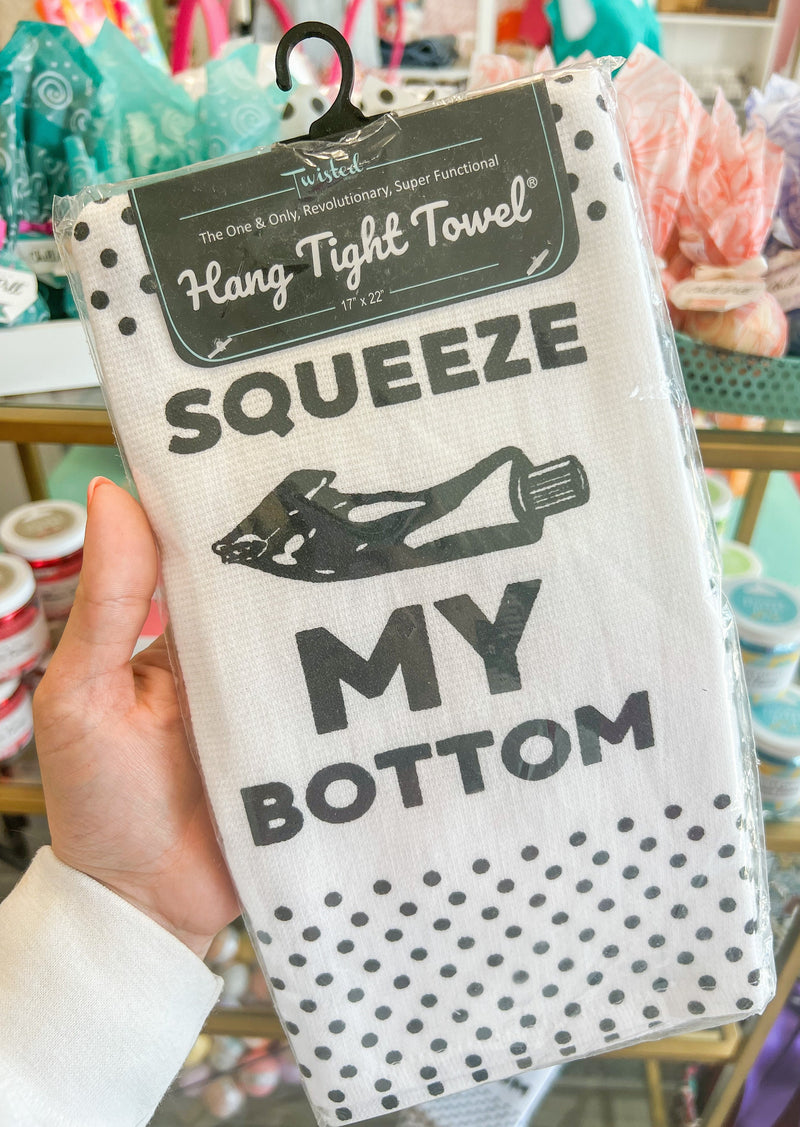 Twisted
The One & Only, Revolutionary, Super Functional
Hang Tight Towel®
17" x 22"
SQUEEZE
MY
BOTTOM